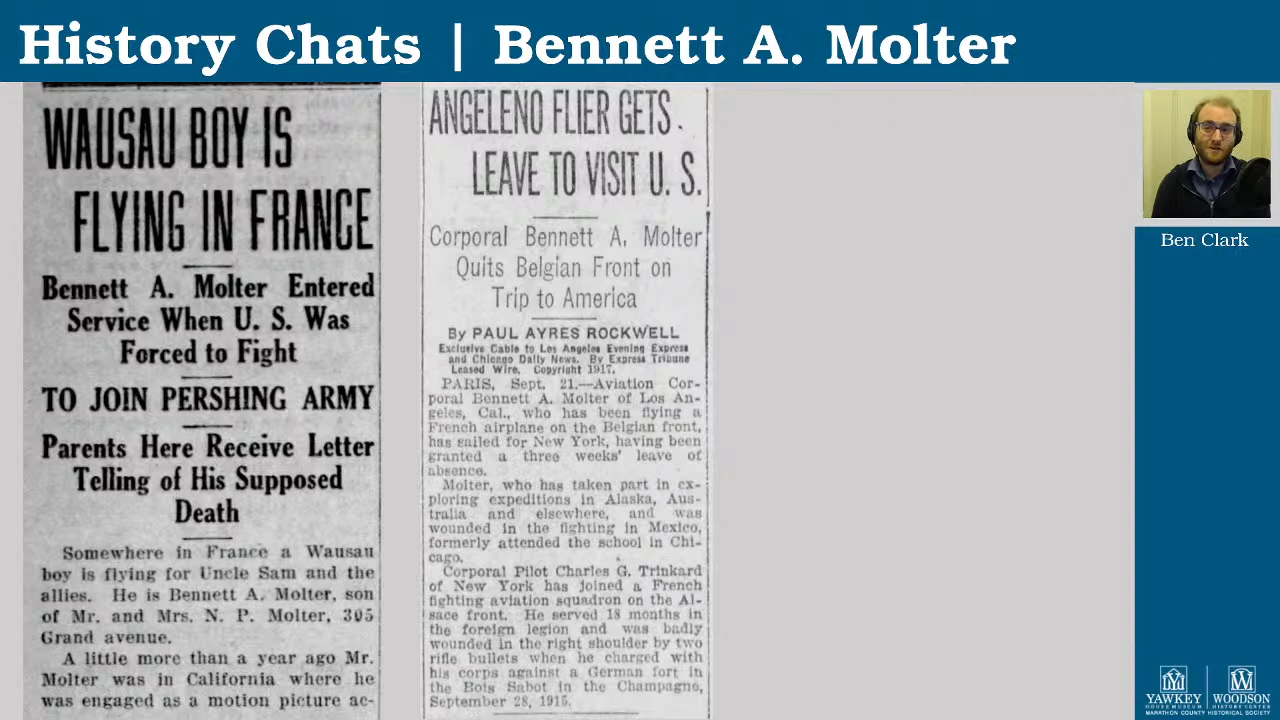 History Chats | Bennett A. Molter
WAUSAU BOY IS
FLYING IN FRANCE
Bennett A. Molter Entered
Service When U. S. Was
Forced to Fight
TO JOIN PERSHING ARMY
Parents Here Receive Letter
Telling of His Supposed
Death
Somewhere in France a Wausau
boy is flying for Uncle Sam and the
allies. He is Bennett A. Molter, son
of Mr. and Mrs. N. P. Molter, 305
Grand avenue.
A little more than a year ago Mr.
Molter was in California where he
was engaged as a motion picture ac-
ANGELENO FLIER GETS
LEAVE TO VISIT U. S.
Corporal Bennett A. Molter
Quits Belgian Front on
Trip to America
By PAUL AYRES ROCKWELL
Exclusive Cable to Los Angeles Evening Express
and Chicago Daily News. By Express Tribune
Leased Wire. Copyright 1917.
PARIS, Sept. 21.—Aviation Cor-
poral Bennett A. Molter of Los An-
geles, Cal., who has been flying a
French airplane on the Belgian front,
has sailed for New York, having been
granted a three weeks' leave of
absence.
Molter, who has taken part in ex-
ploring expeditions in Alaska, Aus-
tralia and elsewhere, and was
wounded in the fighting in Mexico,
formerly attended the school in Chi-
cago.
Corporal Pilot Charles G. Trinkard
of New York has joined a French
fighting aviation squadron on the Al-
sace front. He served 18 months in
the foreign legion and was badly
wounded in the right shoulder by two
rifle bullets when he charged with
his corps against a German fort in
the Bois Sabot in the Champagne,
September 28, 1915.
Ben Clark
YAWKEY
HOUSE MUSEUM
WOODSON
HISTORY CENTER
MARATHON COUNTY HISTORICAL SOCIETY